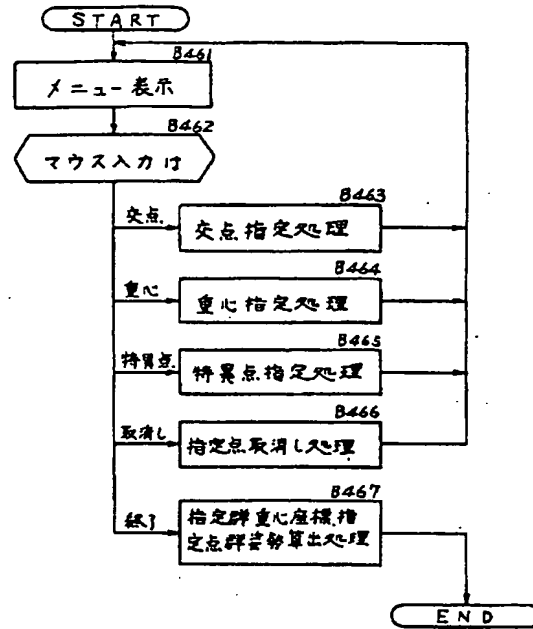 START
B461
メニュー表示
B462
マウス入力は
B463
交点
交点指定処理
B464
重心
重心指定処理
B465
特異点
特異点指定処理
B466
取消し
指定点取消し処理
B467
終了
指定群重心座標,指
定点群姿勢算出処理
END